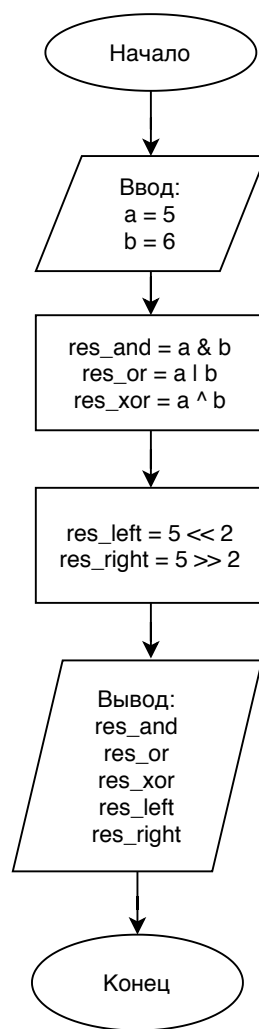 Начало
Ввод:
a = 5
b = 6
res_and = a & b
res_or = a | b
res_xor = a ^ b
res_left = 5 << 2
res_right = 5 >> 2
Вывод:
res_and
res_or
res_xor
res_left
res_right
Конец